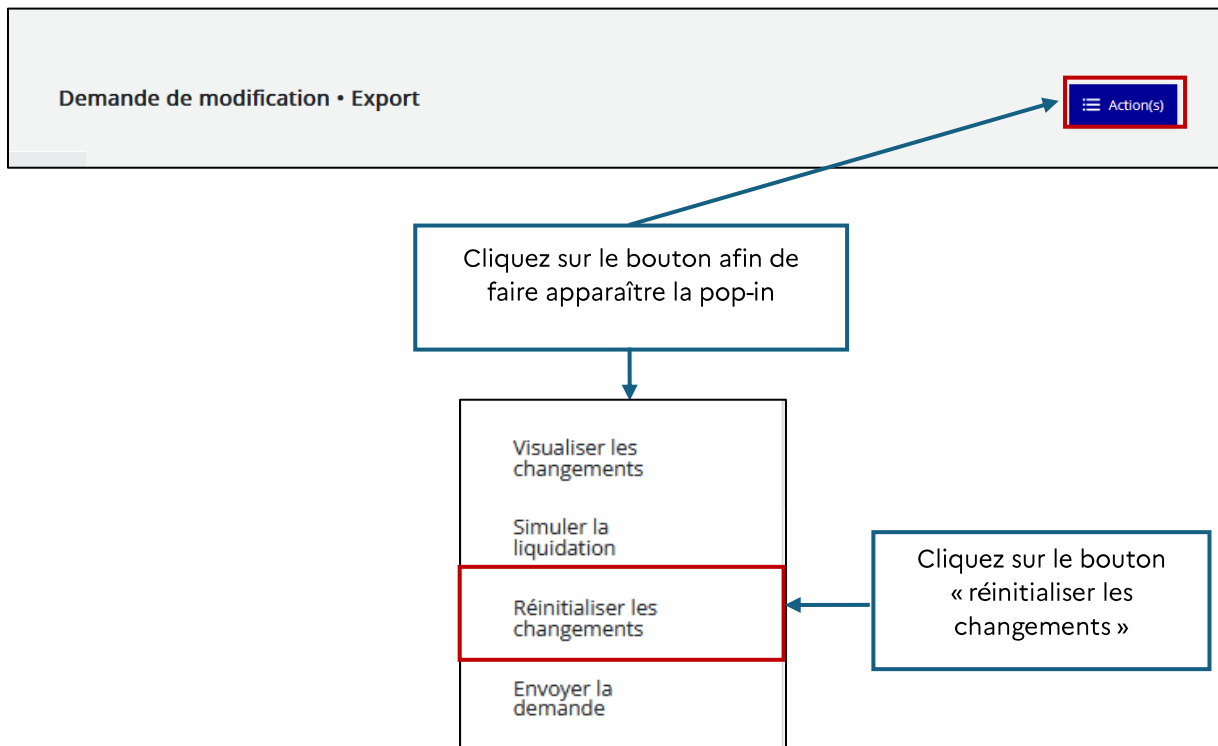 Demande de modification • Export
Action(s)
Cliquez sur le bouton afin de
faire apparaître la pop-in
Visualiser les
changements
Simuler la
liquidation
Réinitialiser les
changements
Envoyer la
demande
Cliquez sur le bouton
« réinitialiser les
changements »